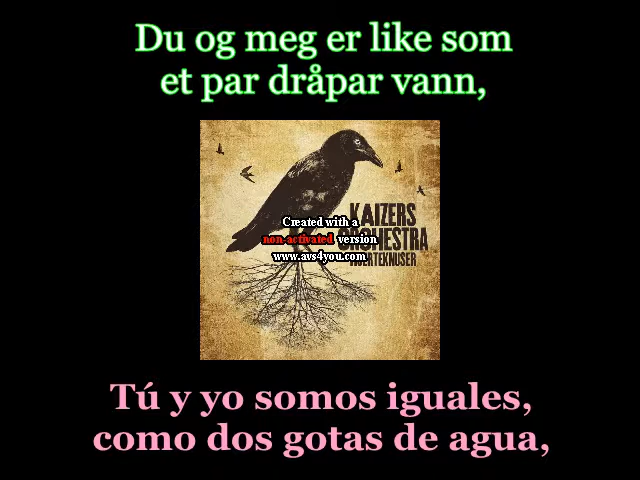 Du og meg er like som
et par dråpar vann,
KAIZERS
ORCHESTRA
HJERTEKNUSER
Created with a
non-activated version
www.avs4you.com
Tú y yo somos iguales,
como dos gotas de agua,